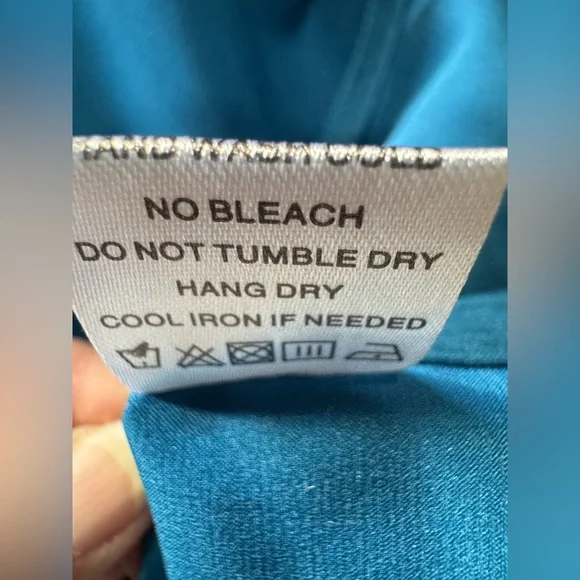 NO BLEACH
DO NOT TUMBLE DRY
HANG DRY
COOL IRON IF NEEDED